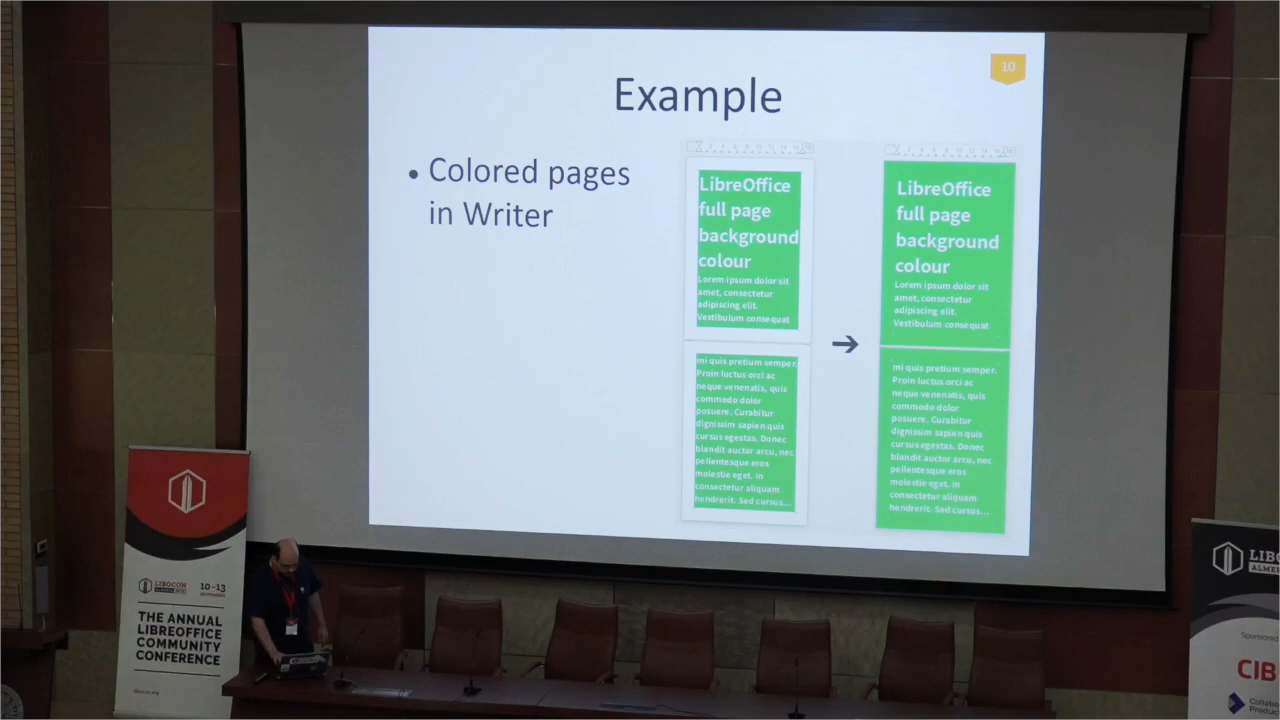 10
Example
• Colored pages
in Writer
LibreOffice
full page
background
colour
Lorem ipsum dolor sit
amet, consectetur
adipiscing elit.
Vestibulum consequat
mi quis pretium semper.
Proin luctus orci ac
neque venenatis, quis
commodo dolor
posuere. Curabitur
dignissim sapien quis
cursus egestas. Donec
blandit auctor arcu, nec
pellentesque eros
molestie eget. in
consectetur aliquam
hendrerit. Sed cursus...
➔
LibreOffice
full page
background
colour
Lorem ipsum dolor sit
amet, consectetur
adipiscing elit.
Vestibulum consequat
mi quis pretium semper.
Proin luctus orci ac
neque venenatis, quis
commodo dolor
posuere. Curabitur
dignissim sapien quis
cursus egestas. Donec
blandit auctor arcu, nec
pellentesque eros
molestie eget. in
consectetur aliquam
hendrerit. Sed cursus...
LIBOCON
10-13
THE ANNUAL
LIBREOFFICE
COMMUNITY
CONFERENCE
LIBO
ALMER
Sponsored
CIB
Collabo
Produc